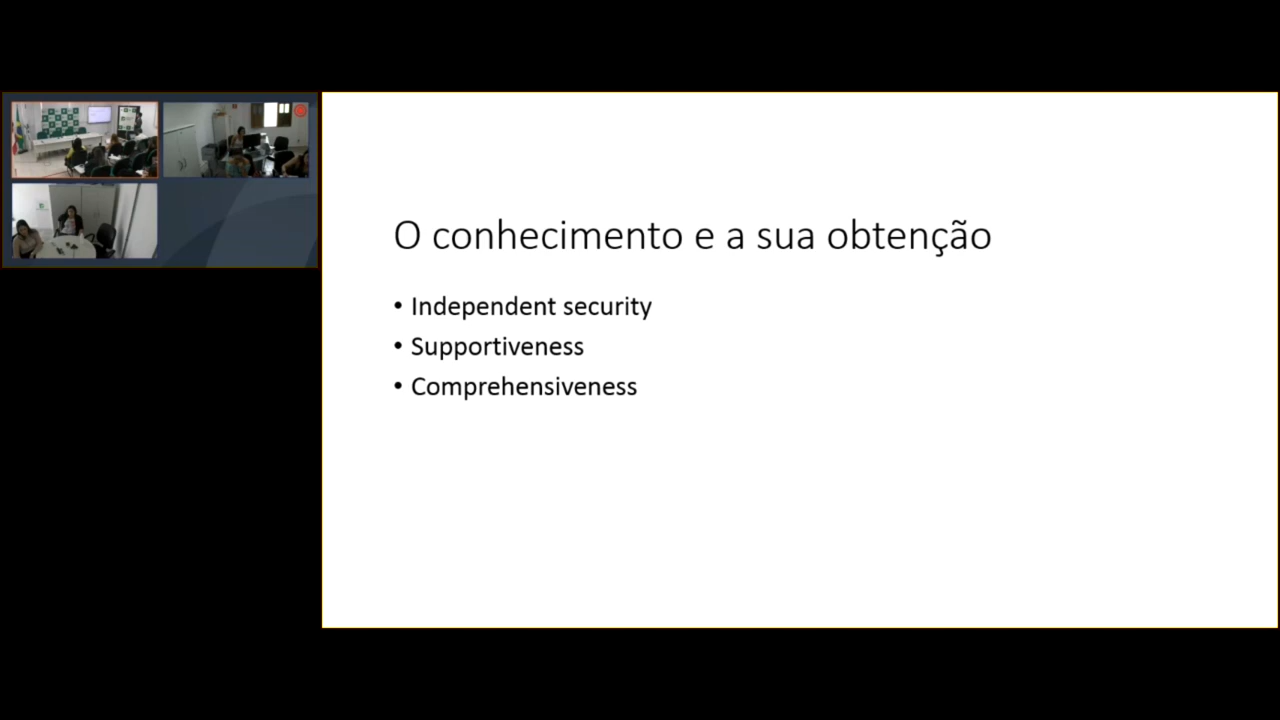 O conhecimento e a sua obtenção
• Independent security
• Supportiveness
• Comprehensiveness